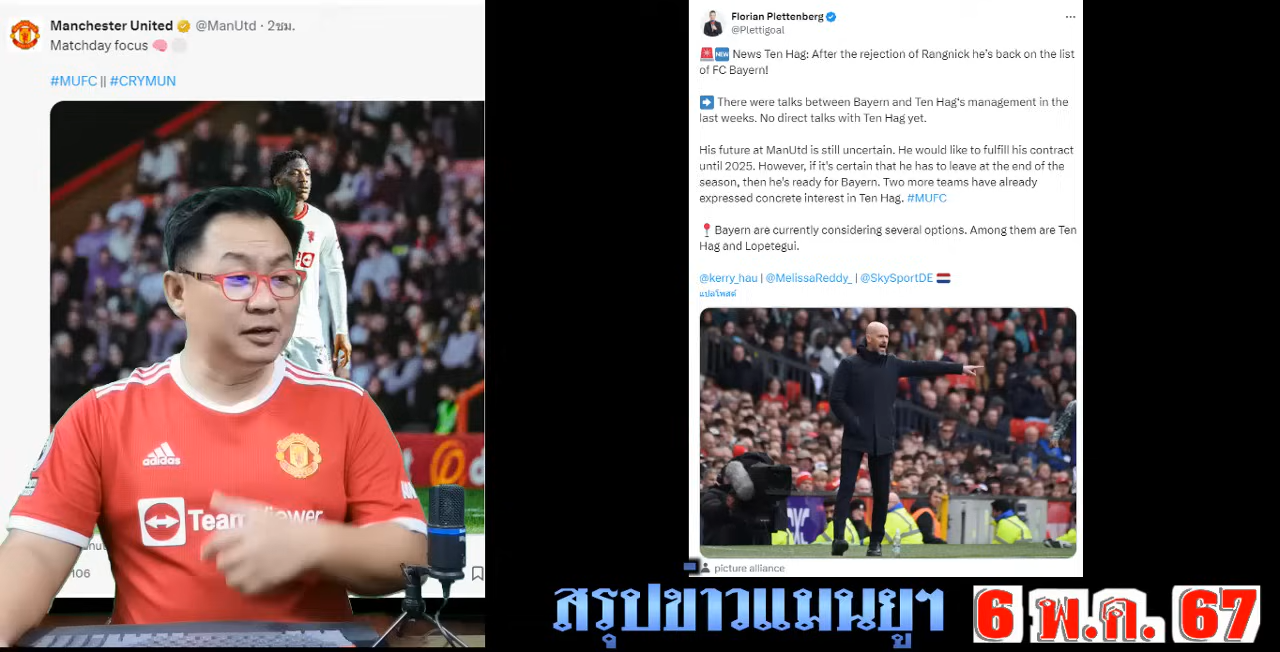 Manchester United @ManUtd · 2ชม.
Matchday focus
#MUFC || #CRYMUN
adidas
TeamViewer
106
Florian Plettenberg
@Plettigoal
NEW News Ten Hag: After the rejection of Rangnick he's back on the list
of FC Bayern!
There were talks between Bayern and Ten Hag's management in the
last weeks. No direct talks with Ten Hag yet.
His future at ManUtd is still uncertain. He would like to fulfill his contract
until 2025. However, if it's certain that he has to leave at the end of the
season, then he's ready for Bayern. Two more teams have already
expressed concrete interest in Ten Hag. #MUFC
Bayern are currently considering several options. Among them are Ten
Hag and Lopetegui.
@kerry_hau | @MelissaReddy_ | @SkySportDE
แปลโพสต์
picture alliance
สรุปข่าวแมนยูฯ 6 พ.ค. 67